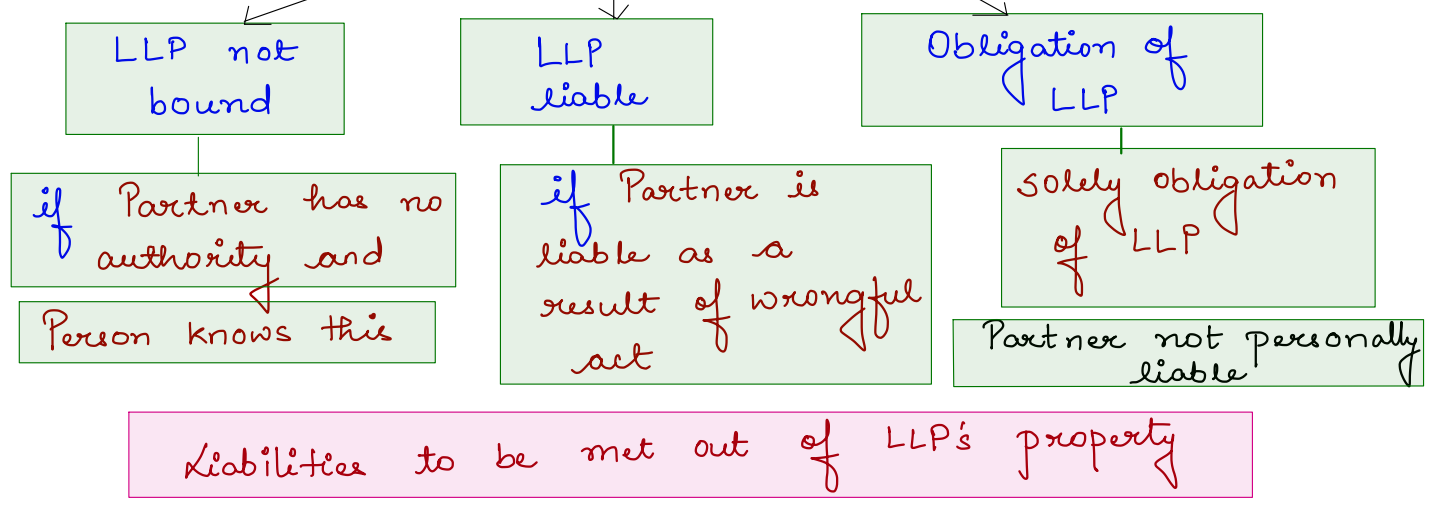 LLP not
bound
if Partner has no
authority and
Person knows this
LLP
liable
if Partner is
liable as a
result of wrongful
act
Obligation of
LLP
solely obligation
of LLP
Partner not personally
liable
Liabilities to be met out of LLP's property